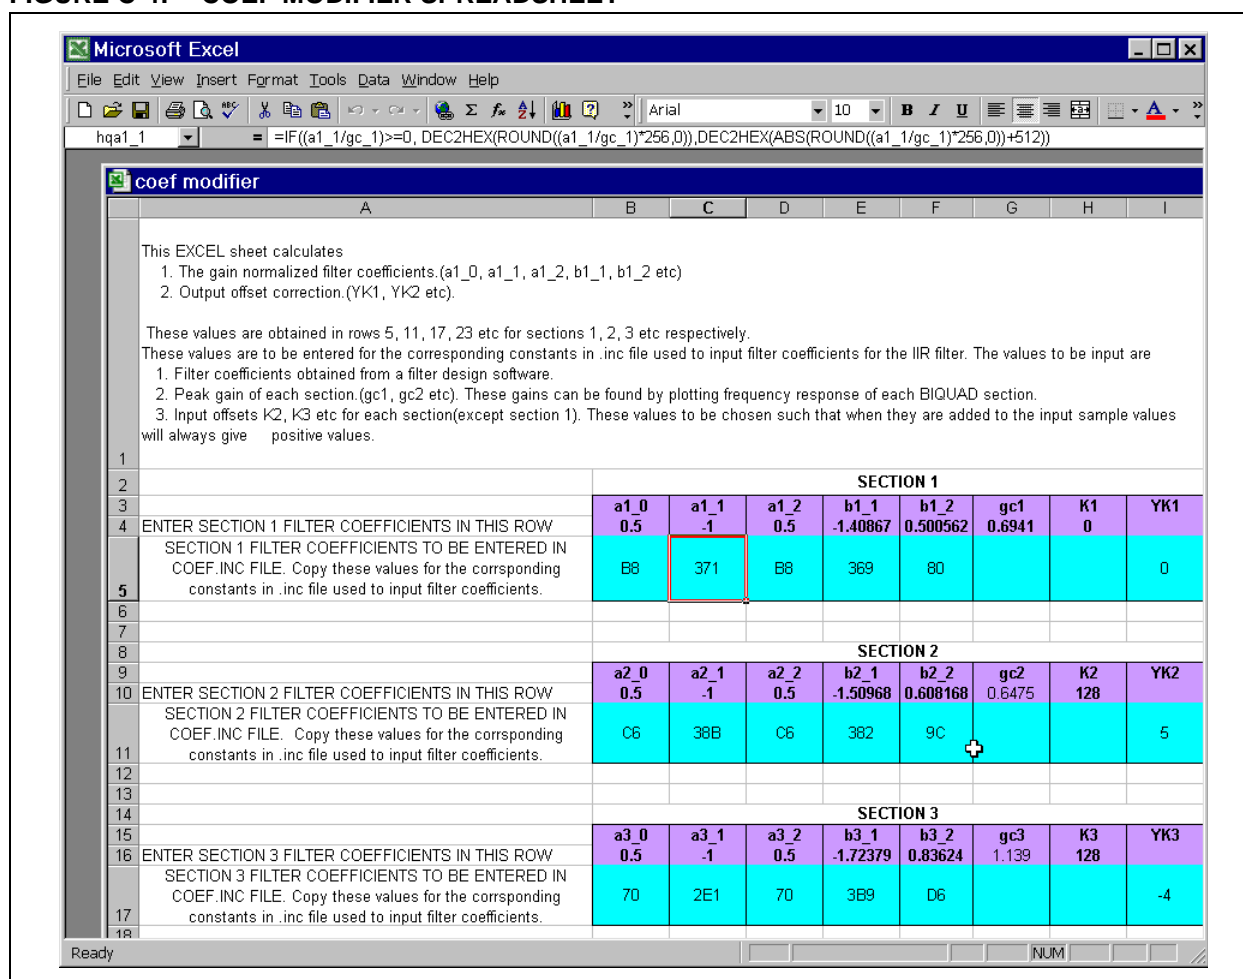 Microsoft Excel
File Edit View Insert Format Tools Data Window Help
Arial 10 B I U
hqa1_1 = =IF((a1_1/gc_1)>=0, DEC2HEX(ROUND((a1_1/gc_1)*256,0)),DEC2HEX(ABS(ROUND((a1_1/gc_1)*256,0))+512))
coef modifier
A B C D E F G H I
This EXCEL sheet calculates
1. The gain normalized filter coefficients.(a1_0, a1_1, a1_2, b1_1, b1_2 etc)
2. Output offset correction.(YK1, YK2 etc).
These values are obtained in rows 5, 11, 17, 23 etc for sections 1, 2, 3 etc respectively.
These values are to be entered for the corresponding constants in .inc file used to input filter coefficients for the IIR filter. The values to be input are
1. Filter coefficients obtained from a filter design software.
2. Peak gain of each section.(gc1, gc2 etc). These gains can be found by plotting frequency response of each BIQUAD section.
3. Input offsets K2, K3 etc for each section(except section 1). These values to be chosen such that when they are added to the input sample values
will always give positive values.
1
2 SECTION 1
3 a1_0 a1_1 a1_2 b1_1 b1_2 gc1 K1 YK1
4 ENTER SECTION 1 FILTER COEFFICIENTS IN THIS ROW 0.5 -1 0.5 -1.40867 0.500562 0.6941 0
SECTION 1 FILTER COEFFICIENTS TO BE ENTERED IN
COEF.INC FILE. Copy these values for the corrsponding B8 371 B8 369 80 0
5 constants in .inc file used to input filter coefficients.
6
7
8 SECTION 2
9 a2_0 a2_1 a2_2 b2_1 b2_2 gc2 K2 YK2
10 ENTER SECTION 2 FILTER COEFFICIENTS IN THIS ROW 0.5 -1 0.5 -1.50968 0.608168 0.6475 128
SECTION 2 FILTER COEFFICIENTS TO BE ENTERED IN
COEF.INC FILE. Copy these values for the corrsponding C6 38B C6 382 9C 5
11 constants in .inc file used to input filter coefficients.
12
13
14 SECTION 3
15 a3_0 a3_1 a3_2 b3_1 b3_2 gc3 K3 YK3
16 ENTER SECTION 3 FILTER COEFFICIENTS IN THIS ROW 0.5 -1 0.5 -1.72379 0.83624 1.139 128
SECTION 3 FILTER COEFFICIENTS TO BE ENTERED IN
COEF.INC FILE. Copy these values for the corrsponding 70 2E1 70 3B9 D6 -4
17 constants in .inc file used to input filter coefficients.
18
Ready NUM